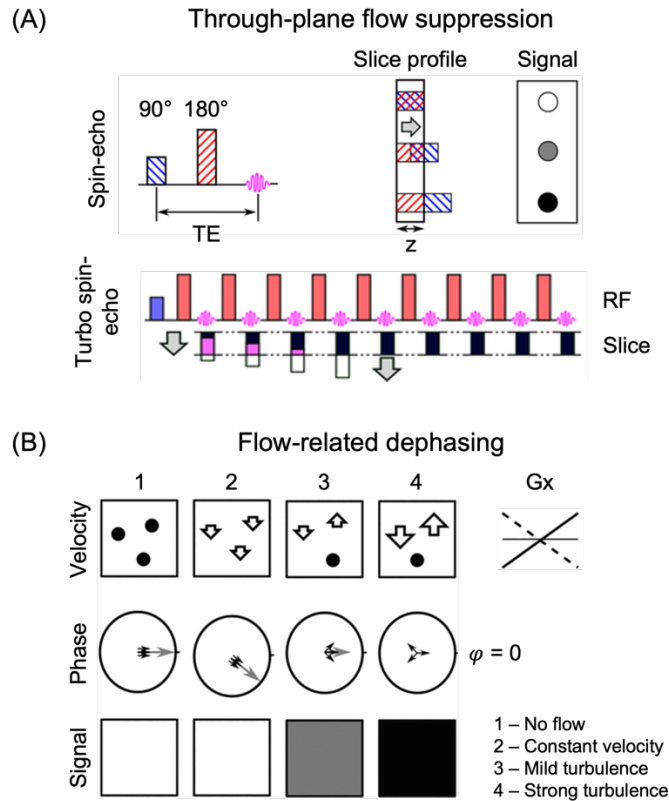 (A) Through-plane flow suppression
Slice profile Signal
Spin-echo
90° 180°
TE
z
Turbo spin-
echo
RF
Slice
(B) Flow-related dephasing
1 2 3 4 Gx
Velocity
Phase
φ = 0
Signal
1 – No flow
2 – Constant velocity
3 – Mild turbulence
4 – Strong turbulence